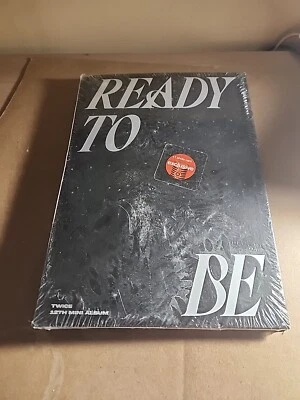 READY
TO
BE
TWICE
12TH MINI ALBUM